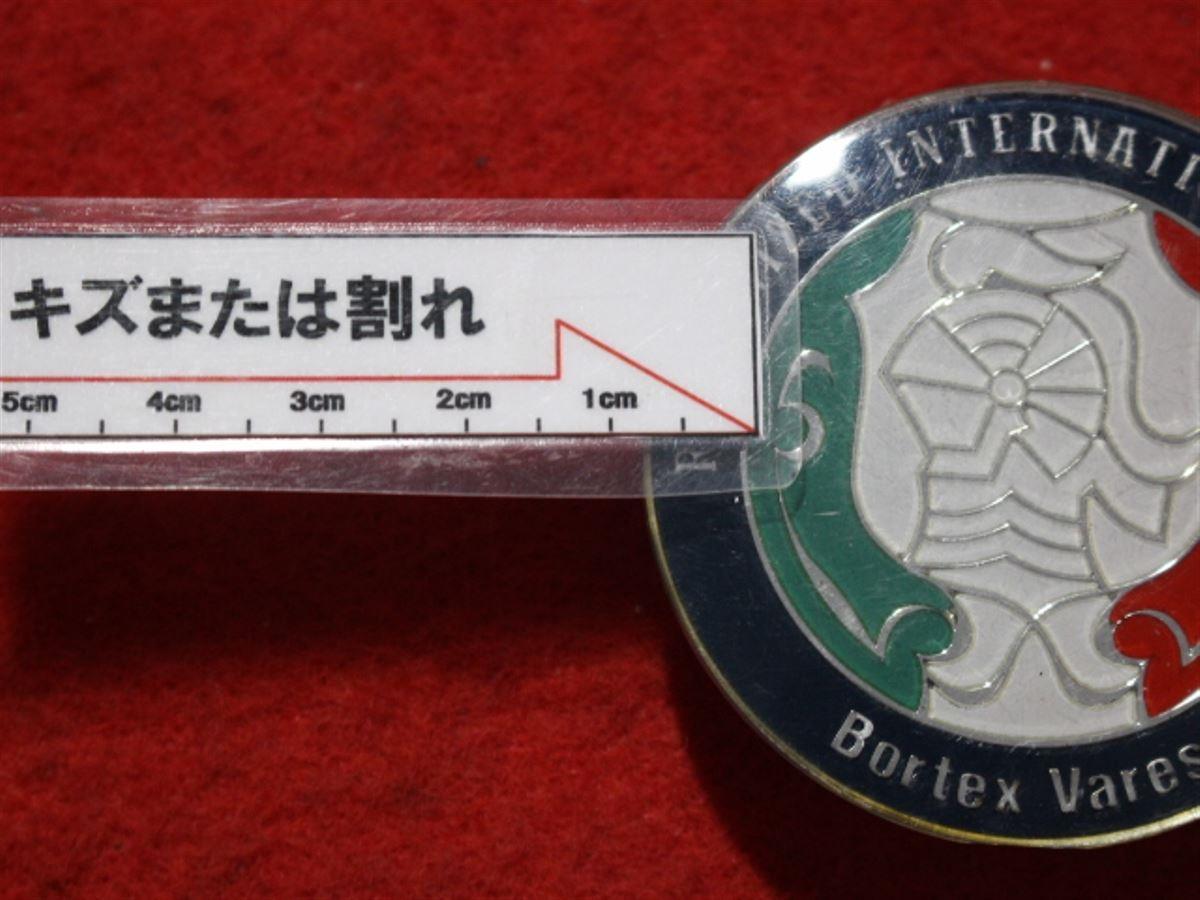 INTERNATI
キズまたは割れ
5cm 4cm 3cm 2cm 1cm
R
Bortex Vares